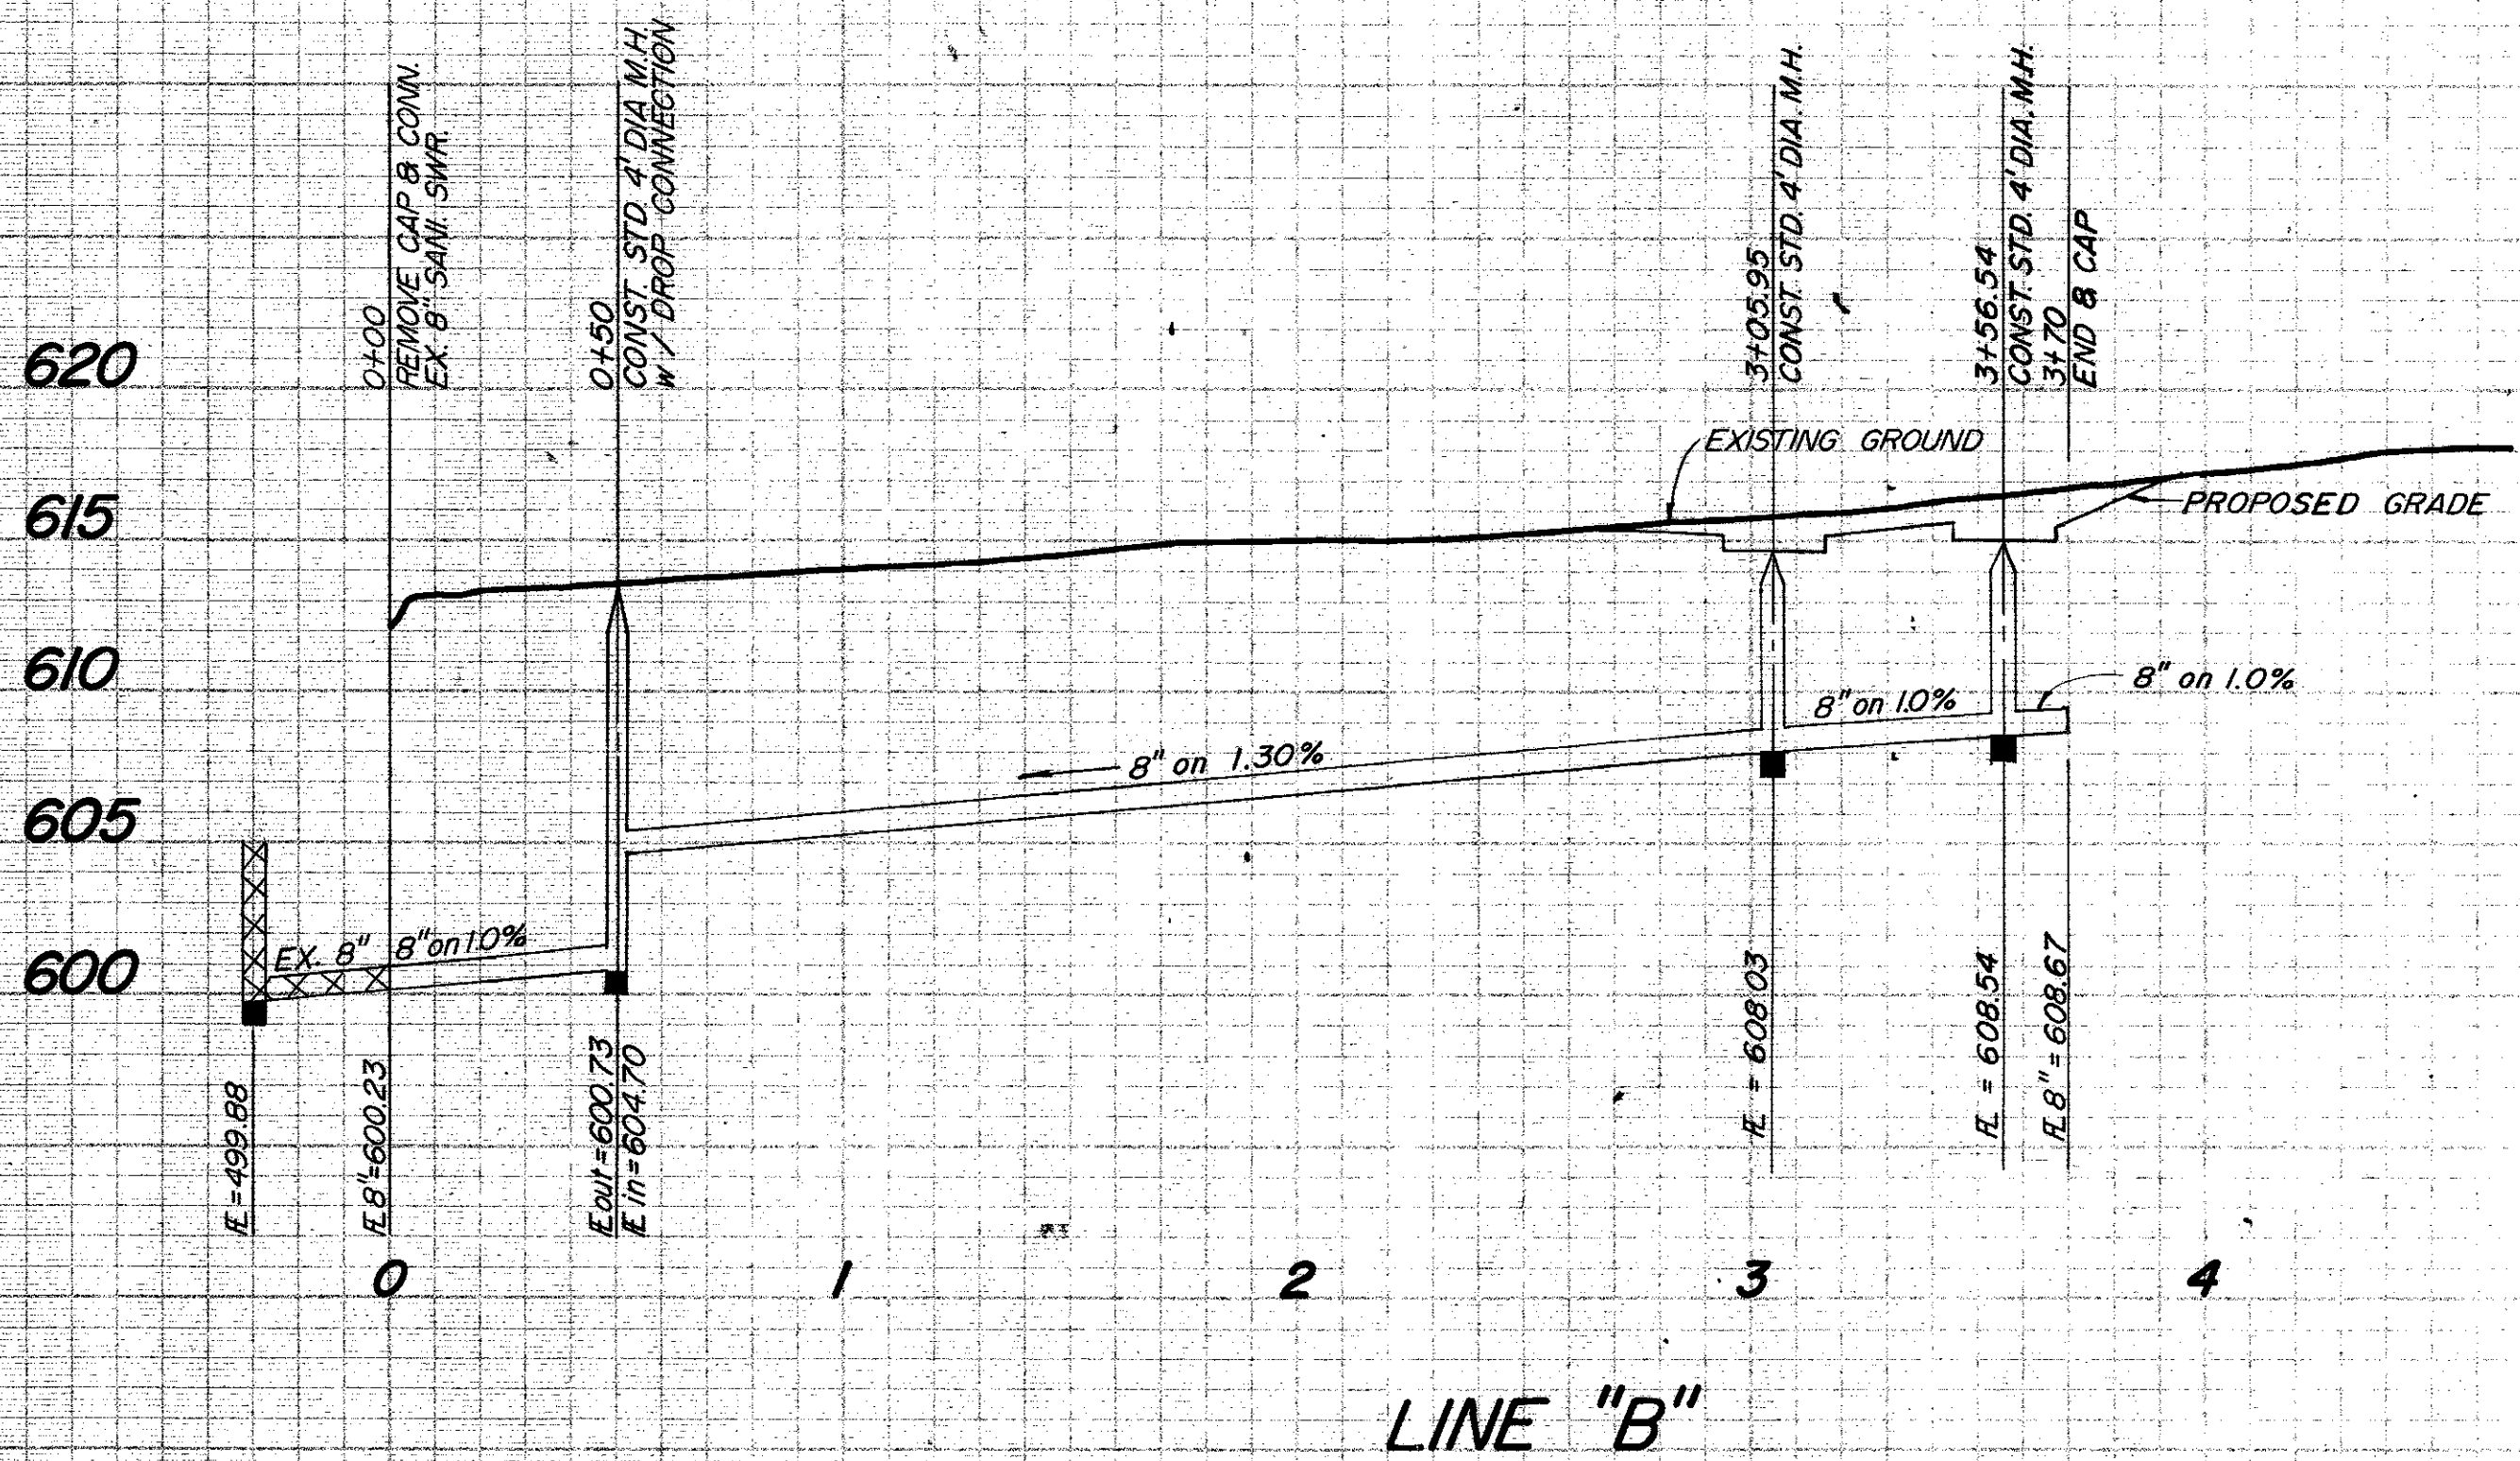 0+00
REMOVE CAP & CONN.
EX. 8" SANI. SWR.
0+50
CONST. STD. 4' DIA M.H.
W/ DROP CONNECTION
3+05.95
CONST. STD. 4' DIA. M.H.
3+56.54
CONST. STD. 4' DIA. M.H.
3+70
END & CAP
620
615
610
605
600
EXISTING GROUND
PROPOSED GRADE
8" on 1.0%
8" on 1.0%
8" on 1.30%
EX. 8"
8" on 1.0%
FL=499.88
FL 8"=600.23
FL out=600.73
FL in=604.70
FL = 608.03
FL = 608.54
FL 8"=608.67
0
1
2
3
4
LINE "B"